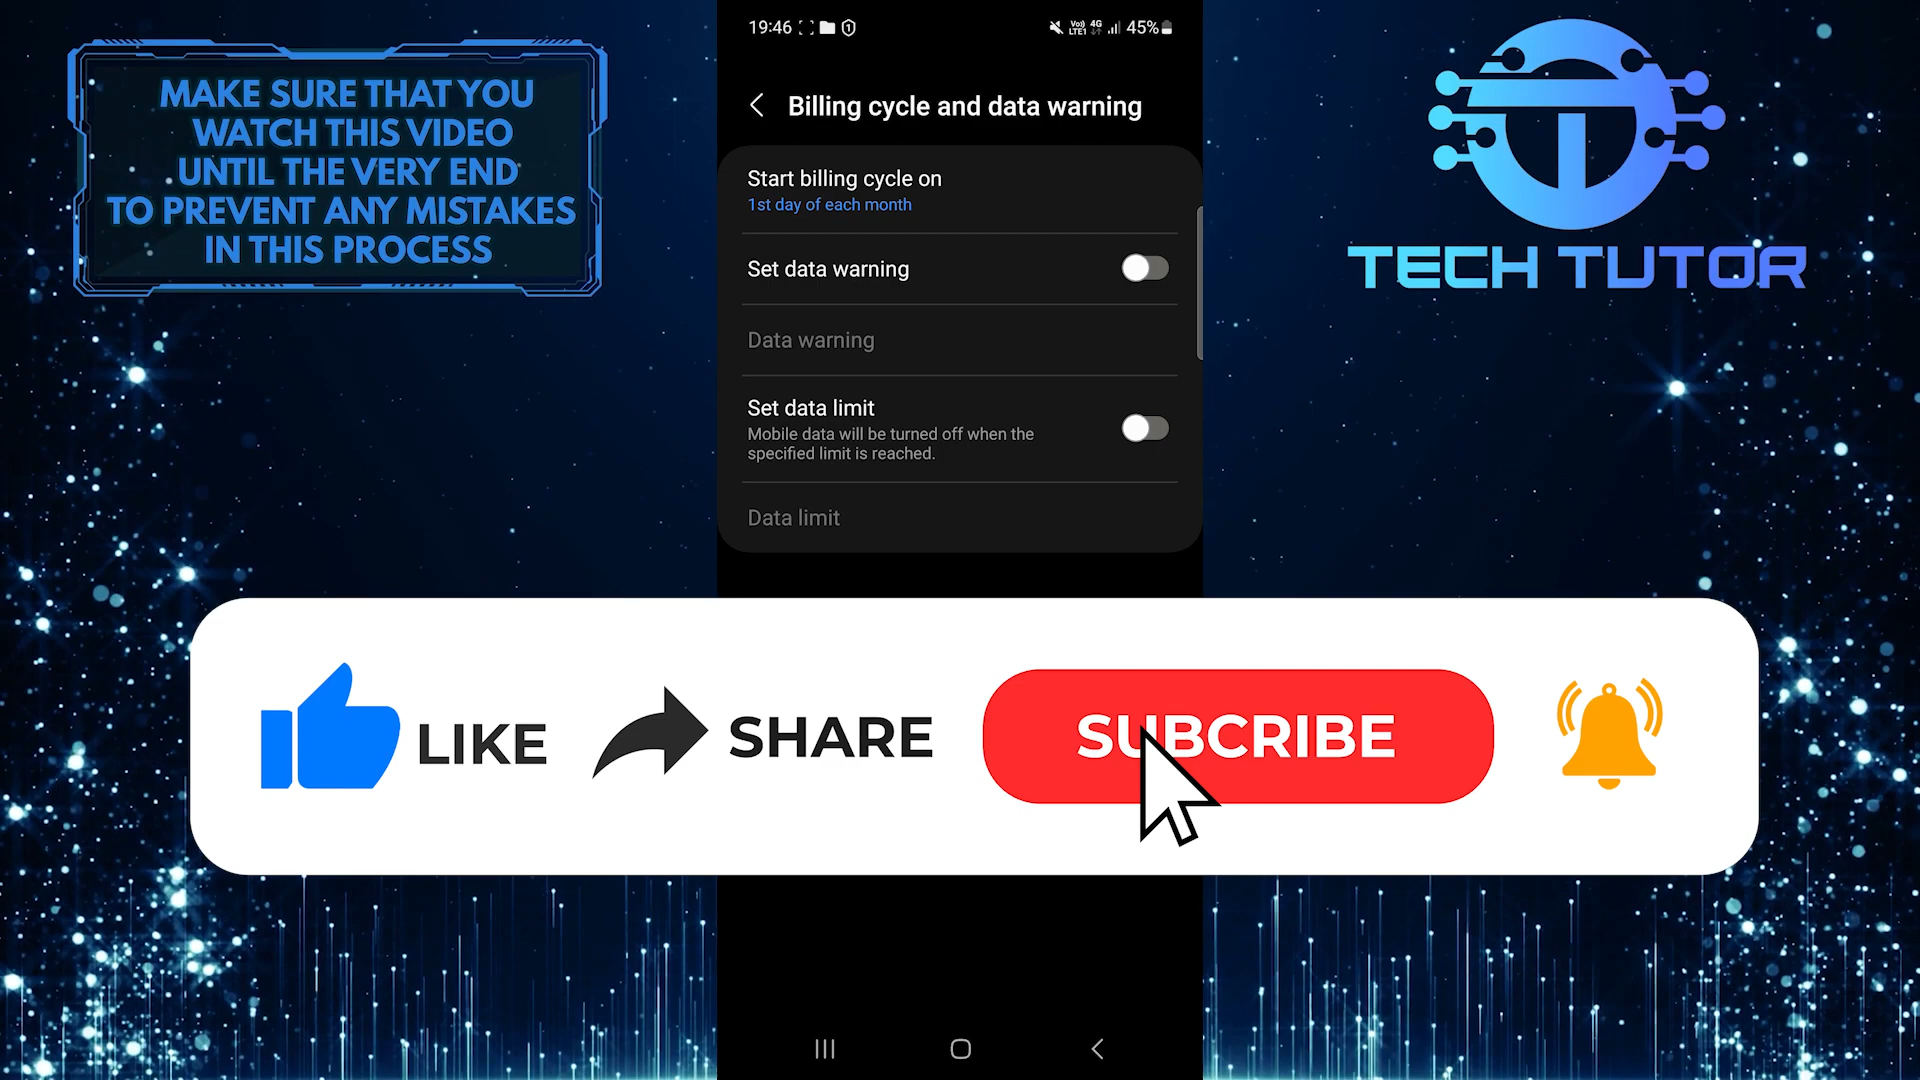 MAKE SURE THAT YOU
WATCH THIS VIDEO
UNTIL THE VERY END
TO PREVENT ANY MISTAKES
IN THIS PROCESS
19:46
Vo))
LTE1
4G
45%
Billing cycle and data warning
Start billing cycle on
1st day of each month
Set data warning
Data warning
Set data limit
Mobile data will be turned off when the
specified limit is reached.
Data limit
TECH TUTOR
LIKE
SHARE
SUBCRIBE